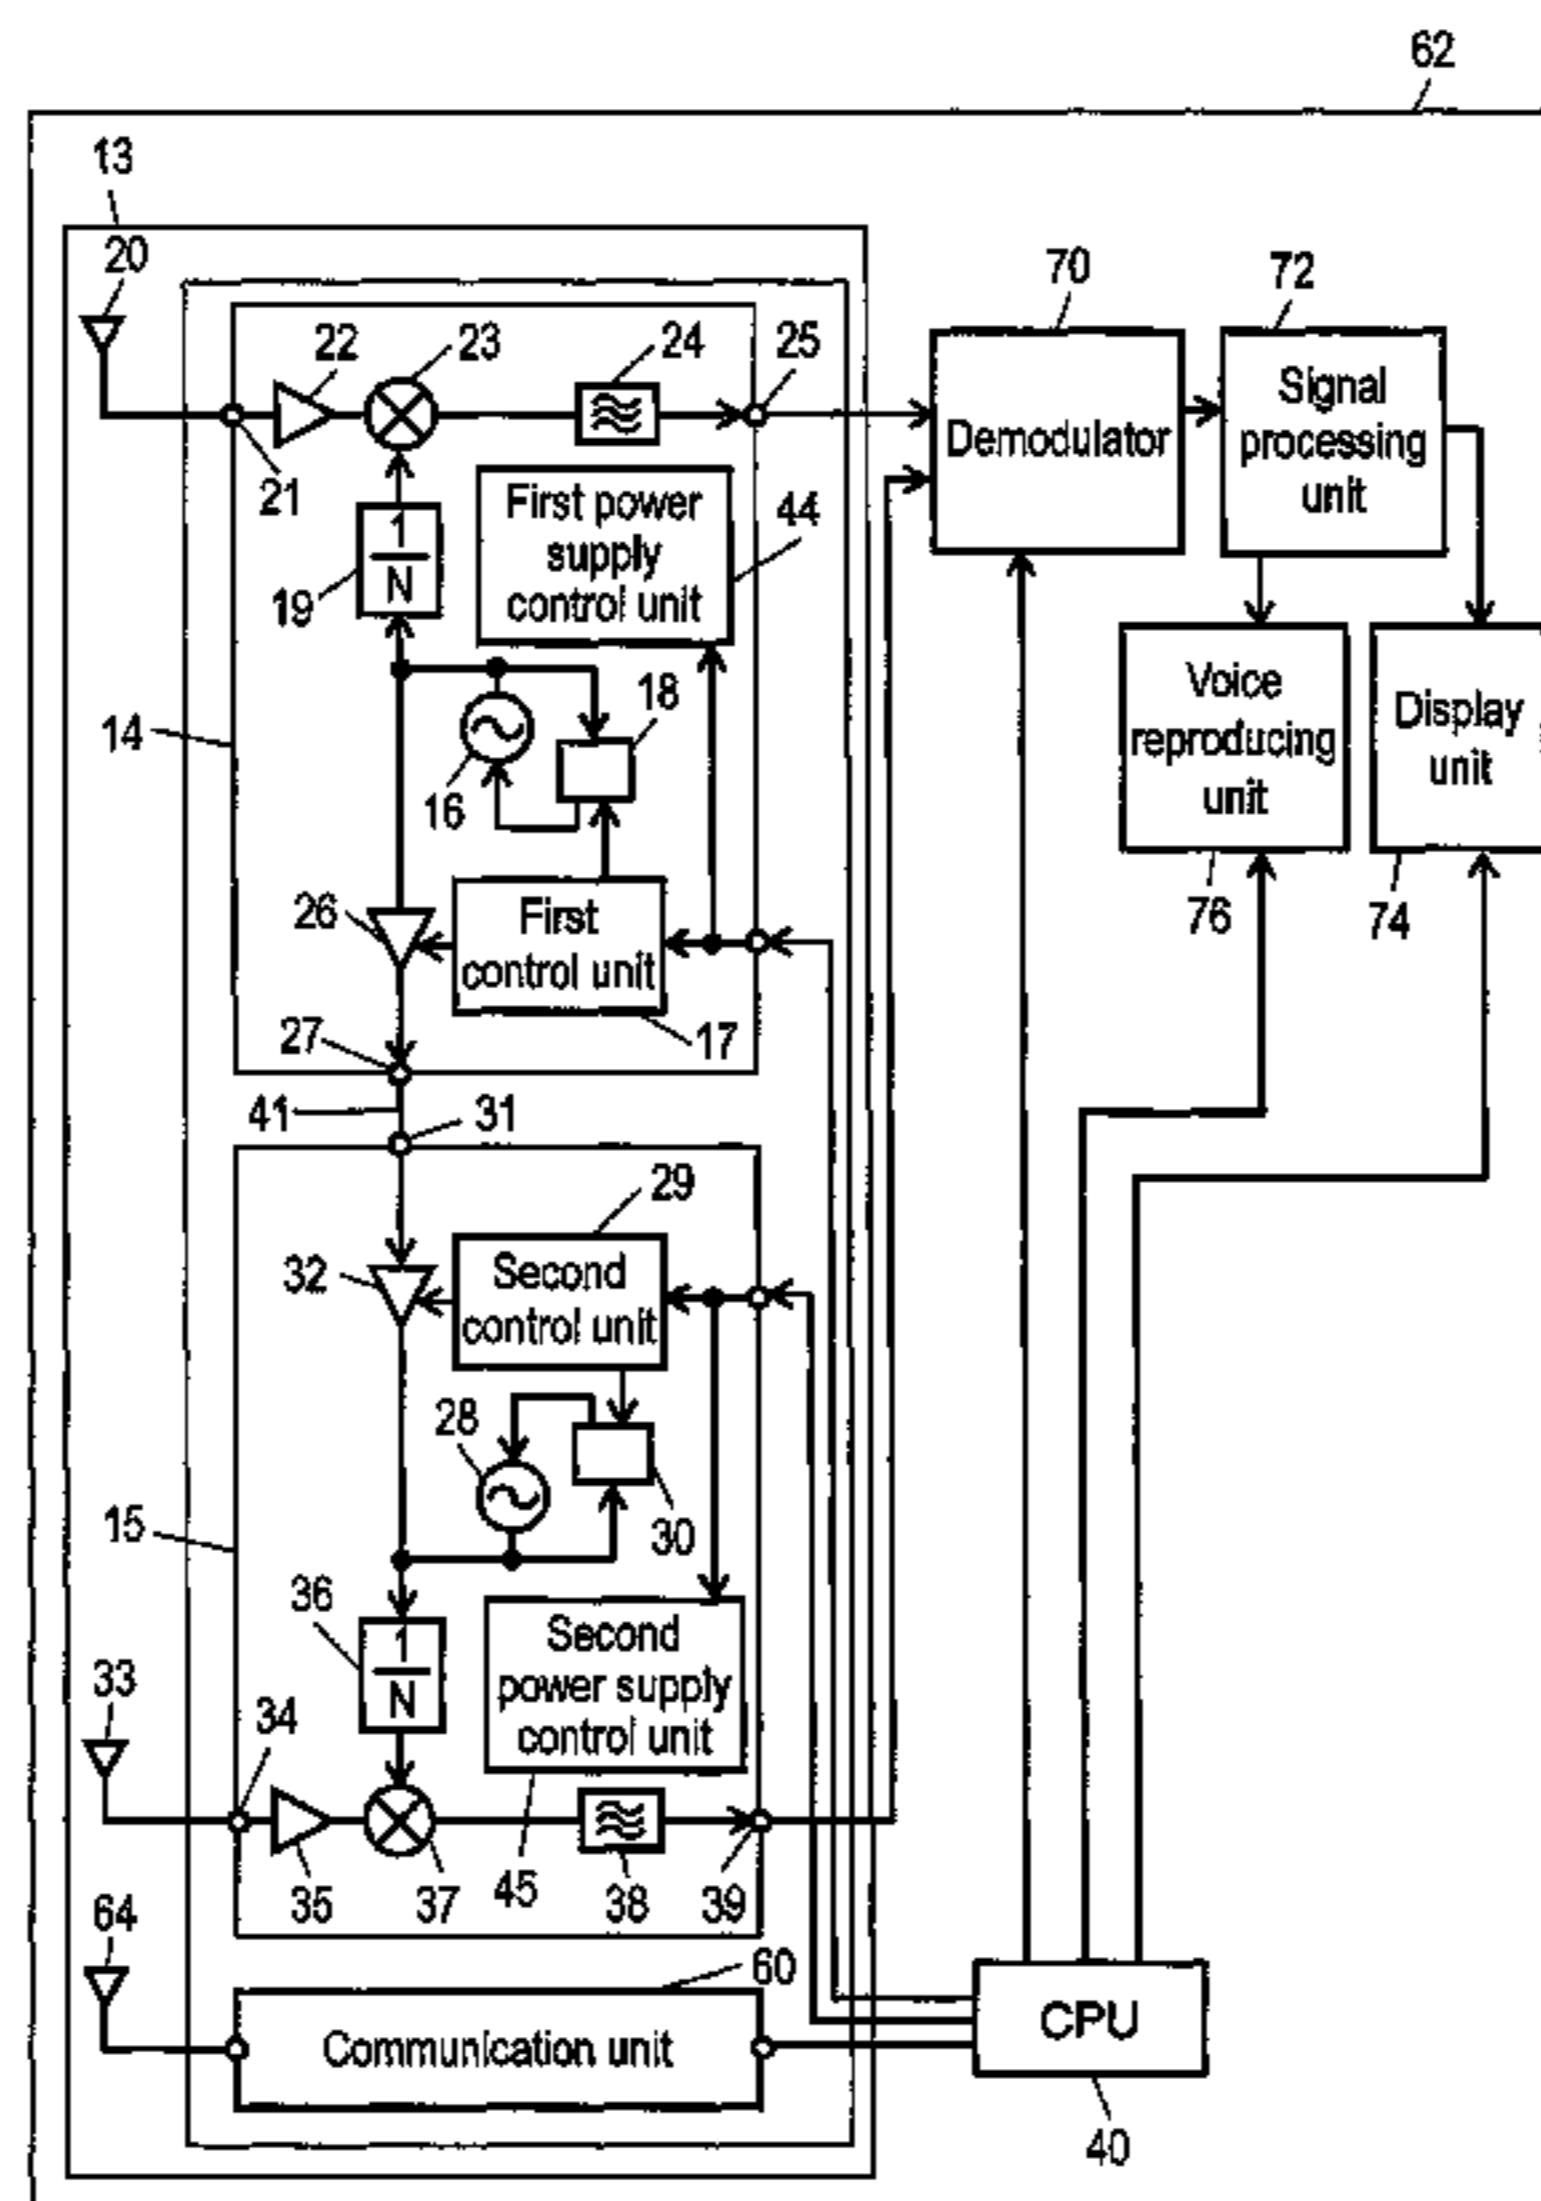 62
13
20
70
72
22
23
24
25
Signal
processing
unit
Demodulator
21
First power
supply
control unit
44
1
N
19
18
Voice
reproducing
unit
Display
unit
14
16
76
74
26
First
control unit
27
17
41
31
29
32
Second
control unit
28
15
30
36
1
N
Second
power supply
control unit
33
34
35
37
45
38
39
64
60
Communication unit
CPU
40